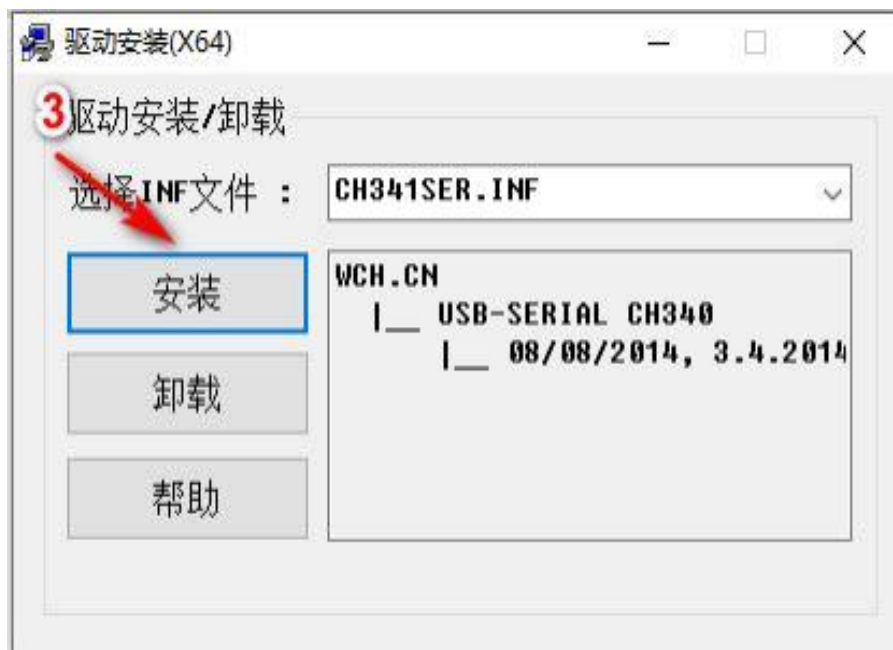 驱动安装(X64)
3
驱动安装/卸载
选择INF文件 :
CH341SER.INF
安装
卸载
帮助
WCH.CN
|__ USB-SERIAL CH340
|__ 08/08/2014, 3.4.2014